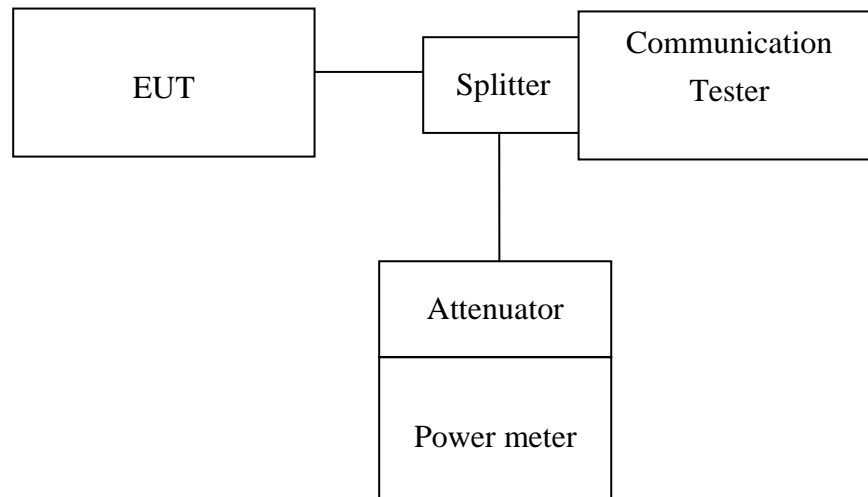 EUT
Splitter
Communication
Tester
Attenuator
Power meter